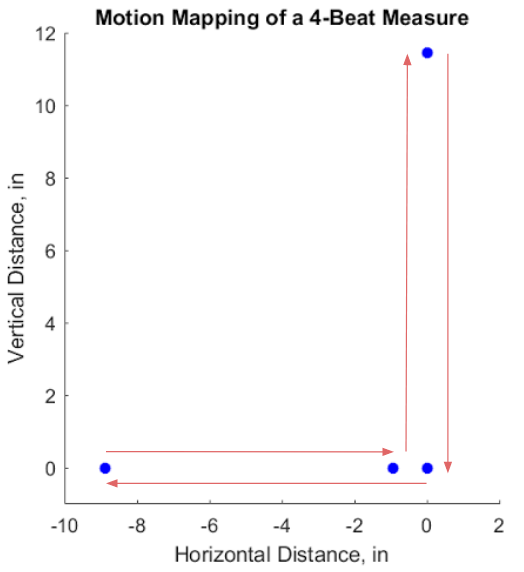 Motion Mapping of a 4-Beat Measure
12
10
8
6
4
2
0
Vertical Distance, in
-10 -8 -6 -4 -2 0 2
Horizontal Distance, in